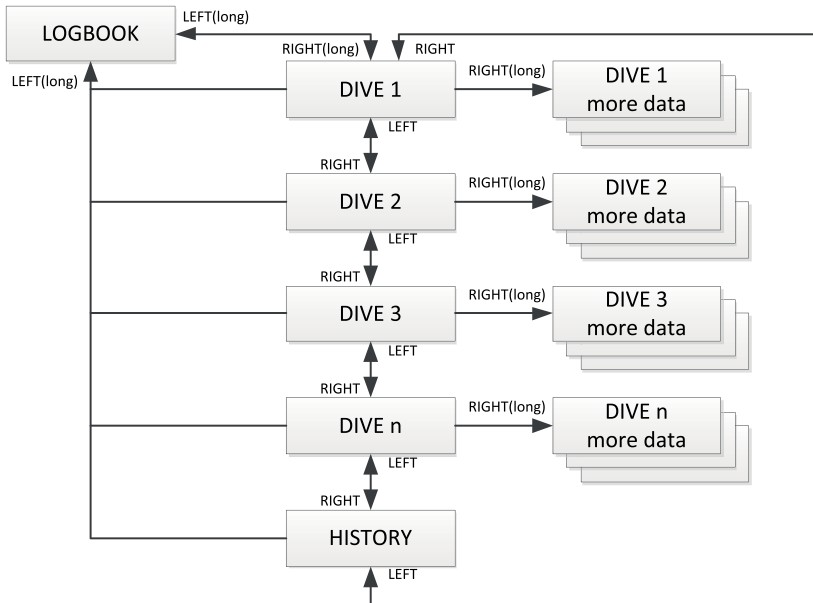 LOGBOOK
LEFT(long)
RIGHT(long)
RIGHT
LEFT(long)
DIVE 1
RIGHT(long)
DIVE 1
more data
LEFT
RIGHT
DIVE 2
RIGHT(long)
DIVE 2
more data
LEFT
RIGHT
DIVE 3
RIGHT(long)
DIVE 3
more data
LEFT
RIGHT
DIVE n
RIGHT(long)
DIVE n
more data
LEFT
RIGHT
HISTORY
LEFT